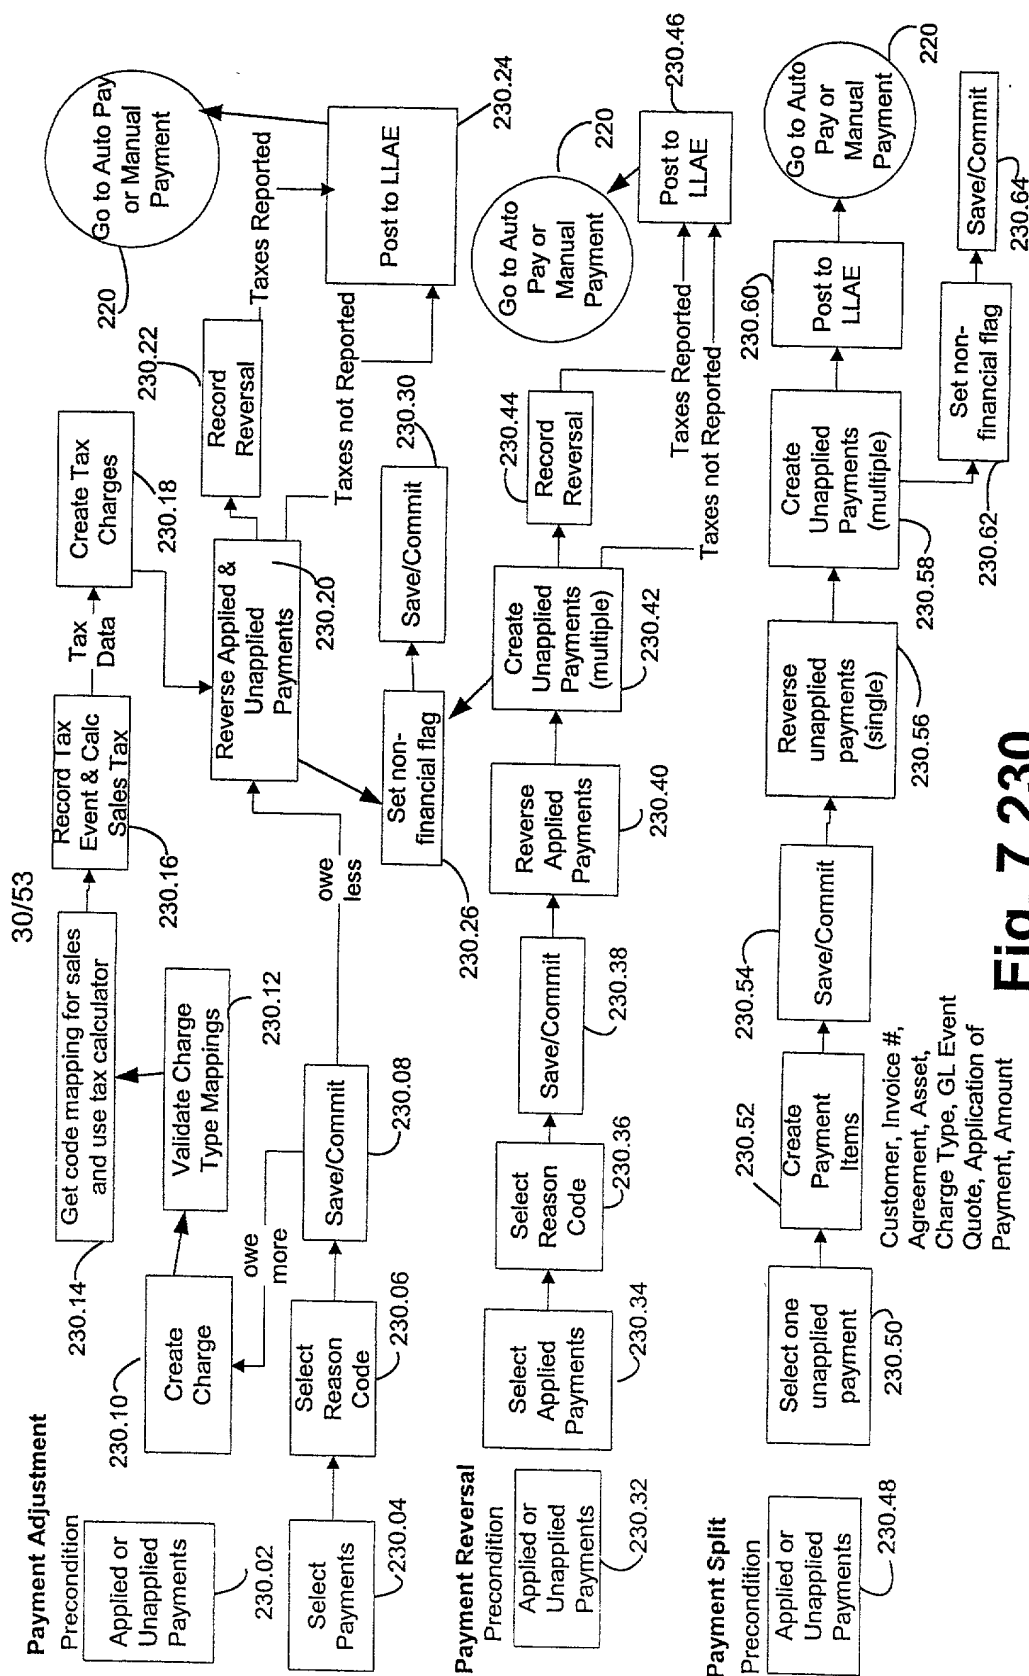 30/53
Payment Adjustment
Precondition
Applied or
Unapplied
Payments
230.02
Select
Payments
230.04
Select
Reason
Code
230.06
Save/Commit
230.08
owe
more
owe
less
Create
Charge
230.10
Validate Charge
Type Mappings
230.12
Get code mapping for sales
and use tax calculator
230.14
Record Tax
Event & Calc
Sales Tax
230.16
Tax
Data
Create Tax
Charges
230.18
Reverse Applied &
Unapplied
Payments
230.20
Record
Reversal
230.22
Taxes Reported
Taxes not Reported
Post to LLAE
230.24
Go to Auto Pay
or Manual
Payment
220
Set non-
financial flag
230.26
Save/Commit
230.30
Payment Reversal
Precondition
Applied or
Unapplied
Payments
230.32
Select
Applied
Payments
230.34
Select
Reason
Code
230.36
Save/Commit
230.38
Reverse
Applied
Payments
230.40
Create
Unapplied
Payments
(multiple)
230.42
Record
Reversal
230.44
Taxes Reported
Taxes not Reported
Post to
LLAE
230.46
Go to Auto
Pay or
Manual
Payment
220
Payment Split
Precondition
Applied or
Unapplied
Payments
230.48
Select one
unapplied
payment
230.50
Create
Payment
Items
230.52
Customer, Invoice #,
Agreement, Asset,
Charge Type, GL Event
Quote, Application of
Payment, Amount
Save/Commit
230.54
Reverse
unapplied
payments
(single)
230.56
Create
Unapplied
Payments
(multiple)
230.58
Post to
LLAE
230.60
Go to Auto
Pay or
Manual
Payment
220
Set non-
financial flag
230.62
Save/Commit
230.64
Fig. 7 230